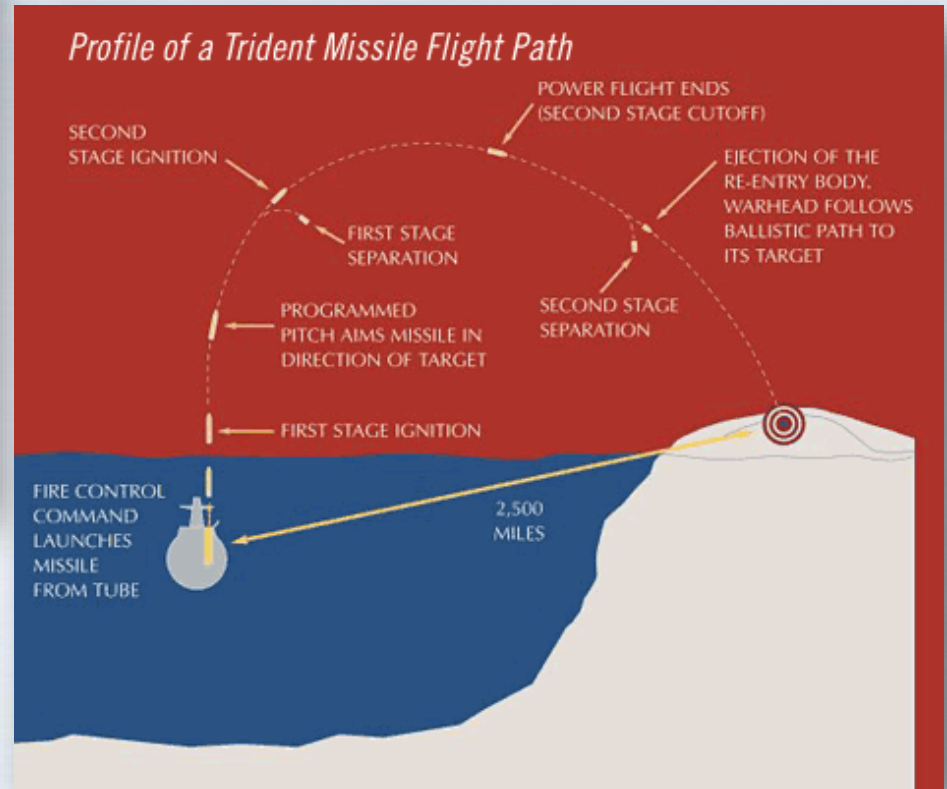 Profile of a Trident Missile Flight Path
POWER FLIGHT ENDS
(SECOND STAGE CUTOFF)
SECOND
STAGE IGNITION
EJECTION OF THE
RE-ENTRY BODY.
WARHEAD FOLLOWS
BALLISTIC PATH TO
ITS TARGET
FIRST STAGE
SEPARATION
SECOND STAGE
SEPARATION
PROGRAMMED
PITCH AIMS MISSILE IN
DIRECTION OF TARGET
FIRST STAGE IGNITION
FIRE CONTROL
COMMAND
LAUNCHES
MISSILE
FROM TUBE
2,500
MILES